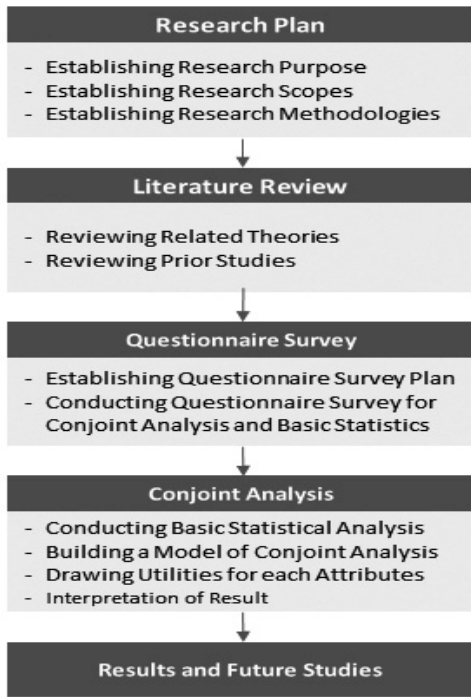 Research Plan
- Establishing Research Purpose
- Establishing Research Scopes
- Establishing Research Methodologies
Literature Review
- Reviewing Related Theories
- Reviewing Prior Studies
Questionnaire Survey
- Establishing Questionnaire Survey Plan
- Conducting Questionnaire Survey for
Conjoint Analysis and Basic Statistics
Conjoint Analysis
- Conducting Basic Statistical Analysis
- Building a Model of Conjoint Analysis
- Drawing Utilities for each Attributes
- Interpretation of Result
Results and Future Studies